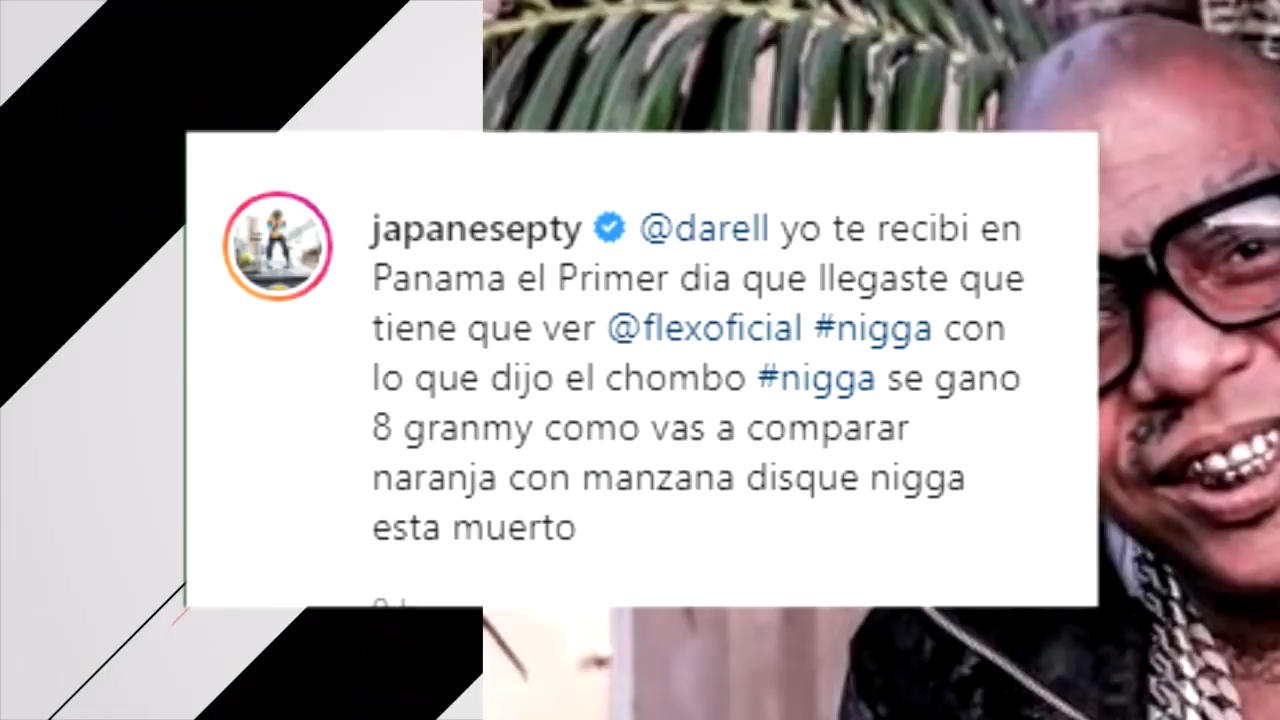 japanesepty @darell yo te recibi en
Panama el Primer dia que llegaste que
tiene que ver @flexoficial #nigga con
lo que dijo el chombo #nigga se gano
8 granmy como vas a comparar
naranja con manzana disque nigga
esta muerto